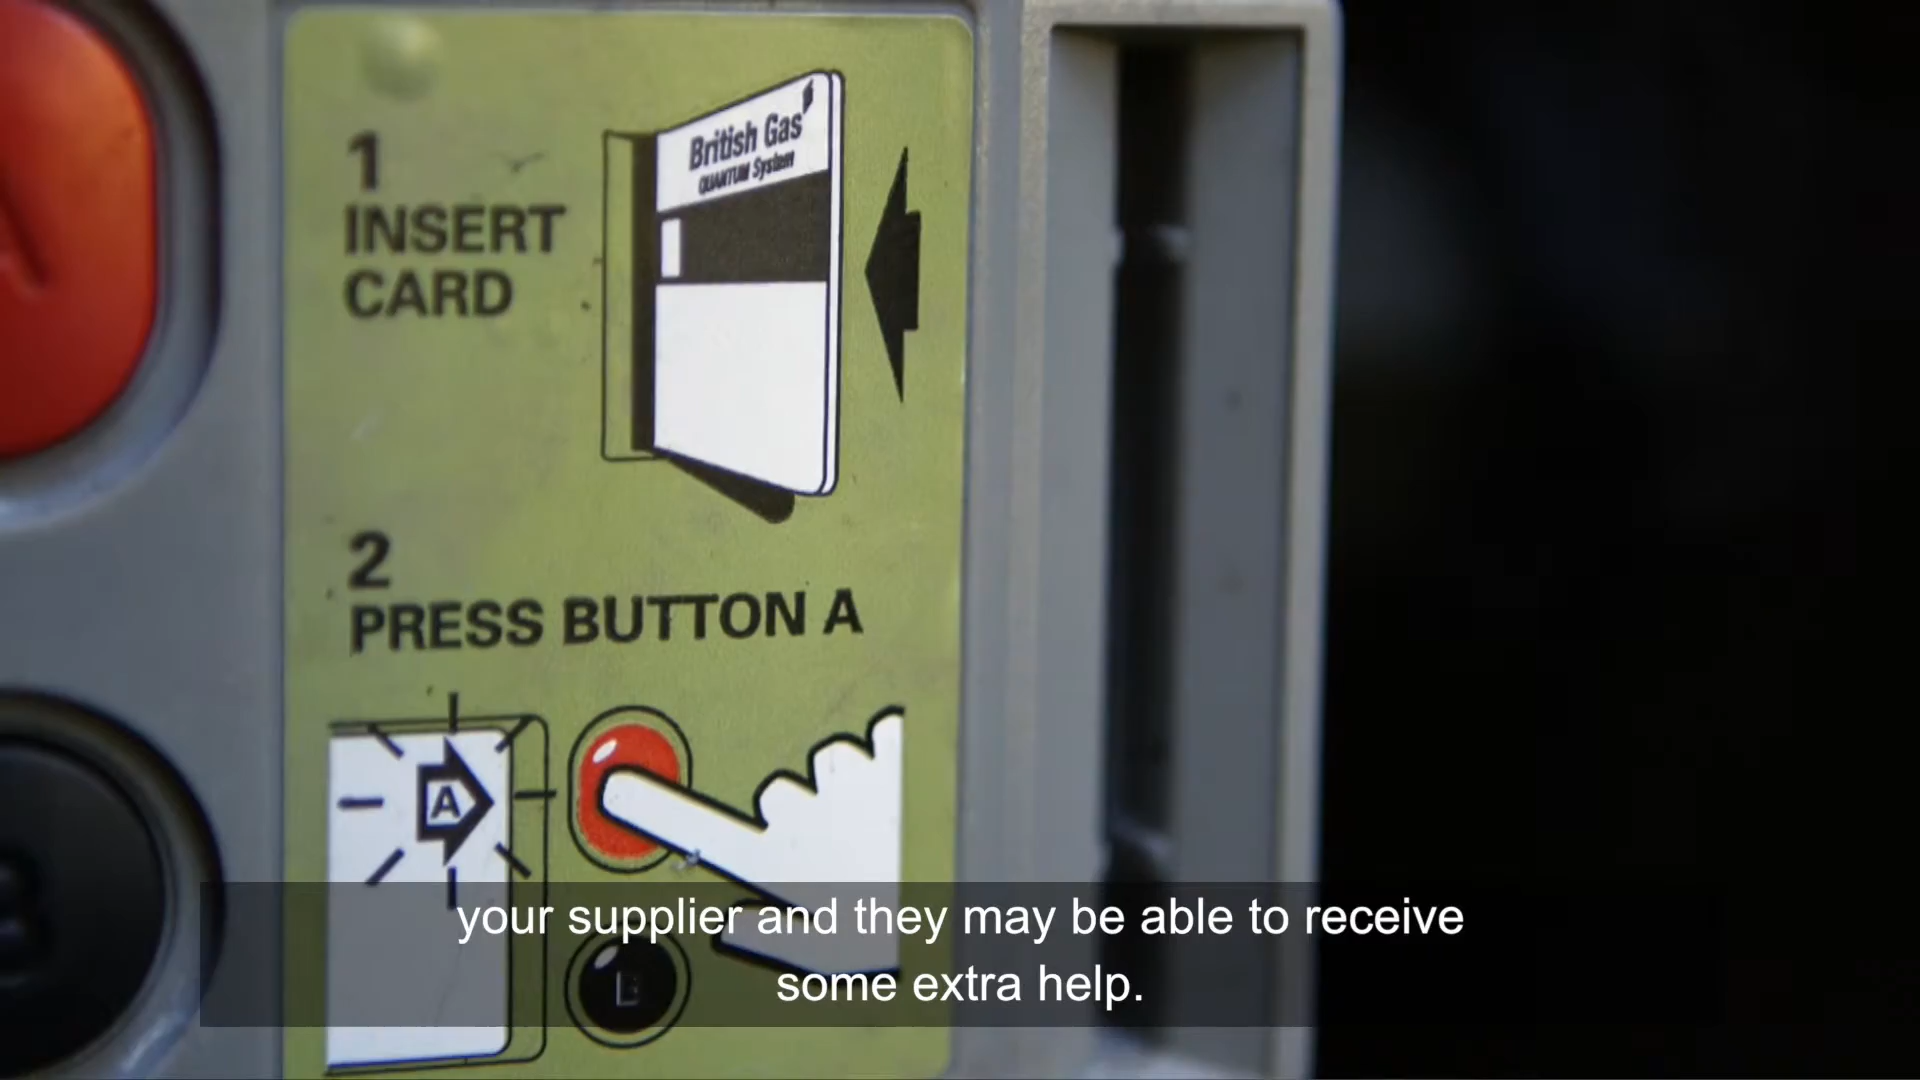 British Gas
QUANTUM System
1
INSERT
CARD
2
PRESS BUTTON A
A
B
your supplier and they may be able to receive
some extra help.